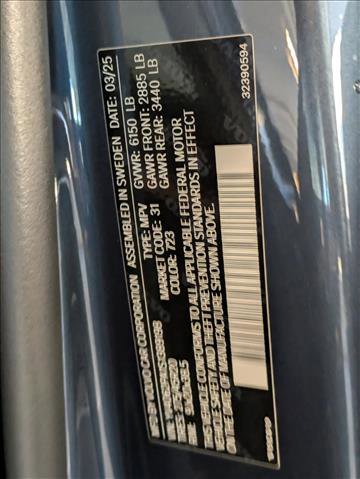 VOLVO CAR CORPORATION ASSEMBLED IN SWEDEN DATE: 03/25
TYPE: MPV GVWR: 6150 LB
MARKET CODE: 31 GAWR FRONT: 2885 LB
COLOR: 723 GAWR REAR: 3440 LB
THIS VEHICLE CONFORMS TO ALL APPLICABLE FEDERAL MOTOR
VEHICLE SAFETY AND THEFT PREVENTION STANDARDS IN EFFECT
ON THE DATE OF MANUFACTURE SHOWN ABOVE.
32390594